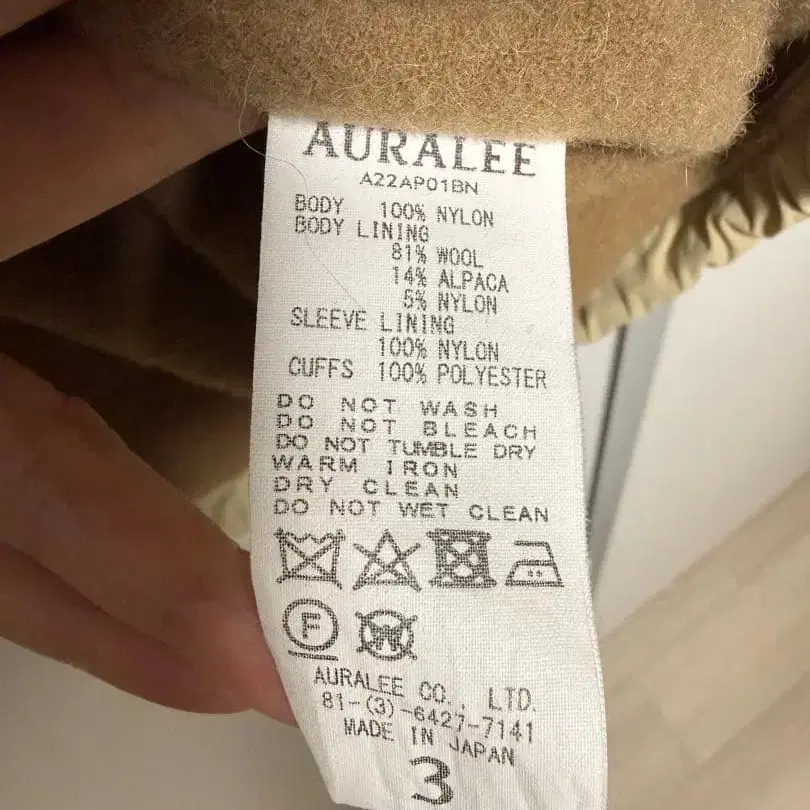 AURALEE
A22AP01BN
BODY 100% NYLON
BODY LINING
81% WOOL
14% ALPACA
5% NYLON
SLEEVE LINING
100% NYLON
CUFFS 100% POLYESTER
DO NOT WASH
DO NOT BLEACH
DO NOT TUMBLE DRY
WARM IRON
DRY CLEAN
DO NOT WET CLEAN
F W
AURALEE CO., LTD.
81-(3)-6427-7141
MADE IN JAPAN
3